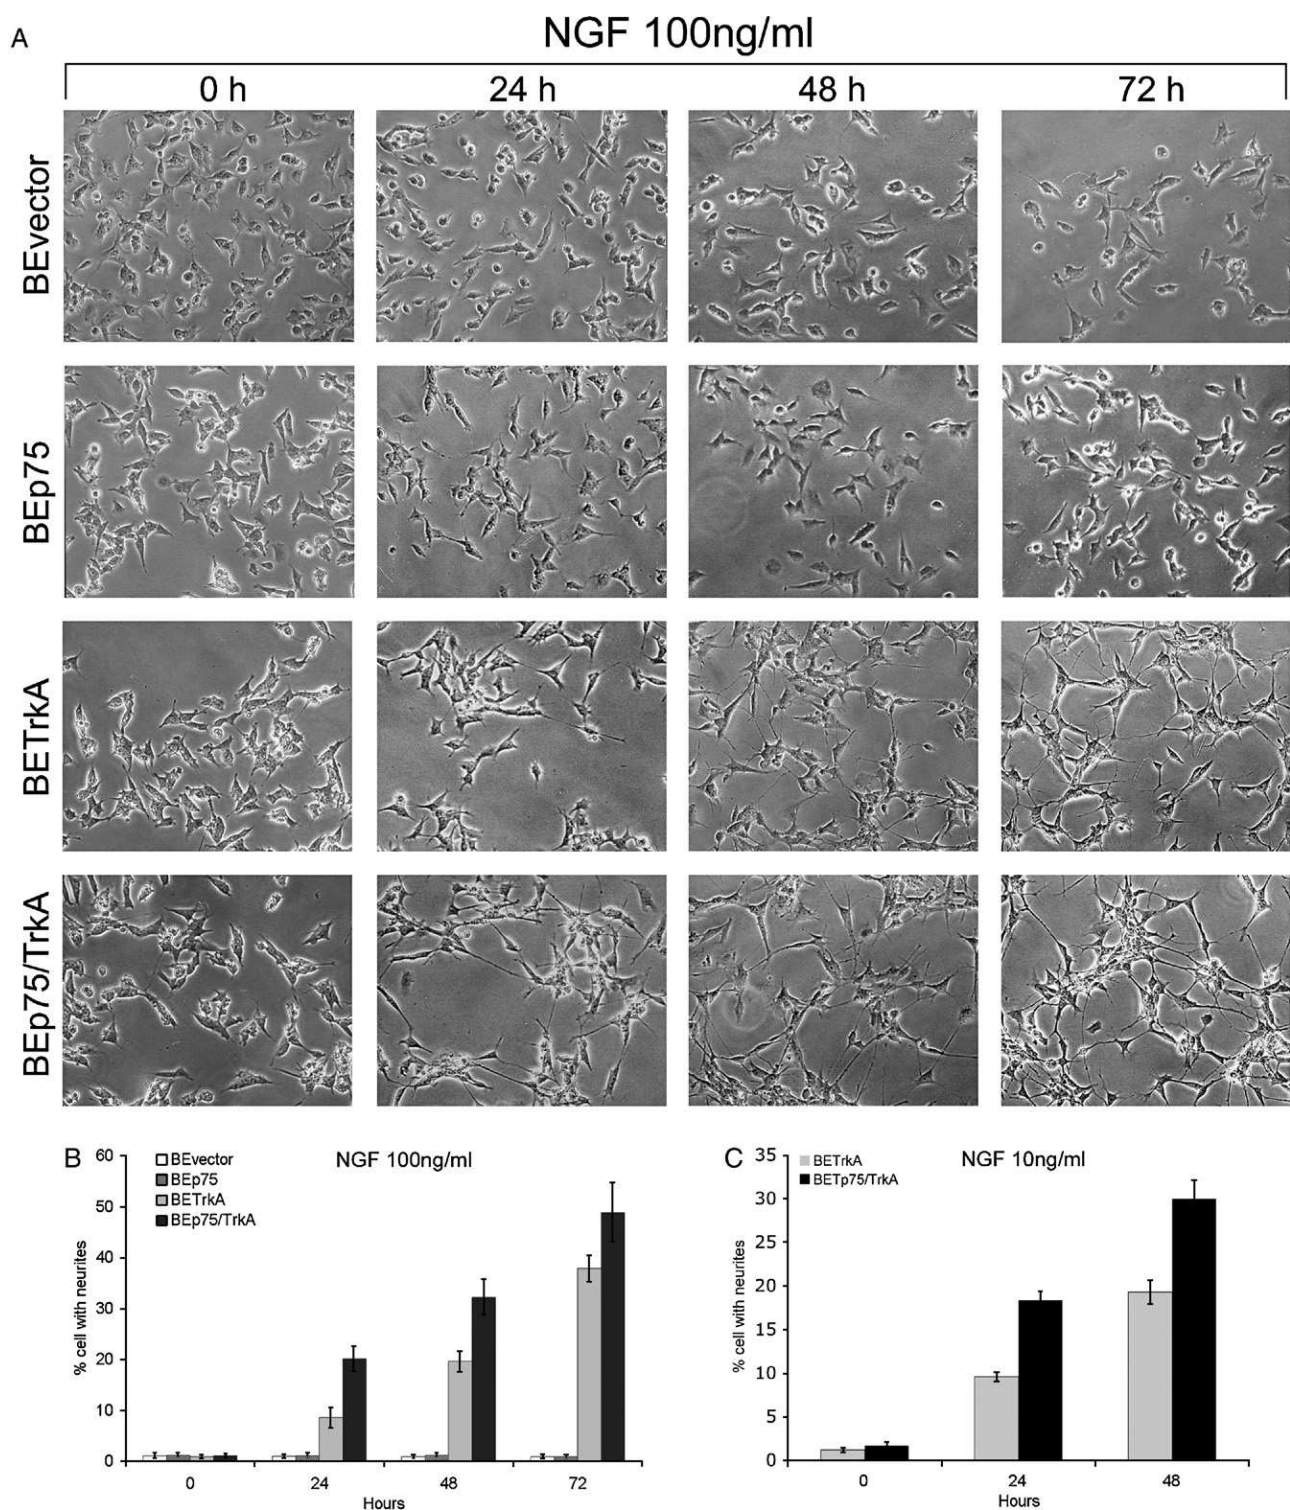 A
NGF 100ng/ml
0 h
24 h
48 h
72 h
BEvector
BEp75
BETrkA
BEp75/TrkA
B
NGF 100ng/ml
BEvector
BEp75
BETrkA
BEp75/TrkA
% cell with neurites
60
50
40
30
20
10
0
0
24
48
72
Hours
C
NGF 10ng/ml
BETrkA
BETp75/TrkA
% cell with neurites
35
30
25
20
15
10
5
0
0
24
48
Hours